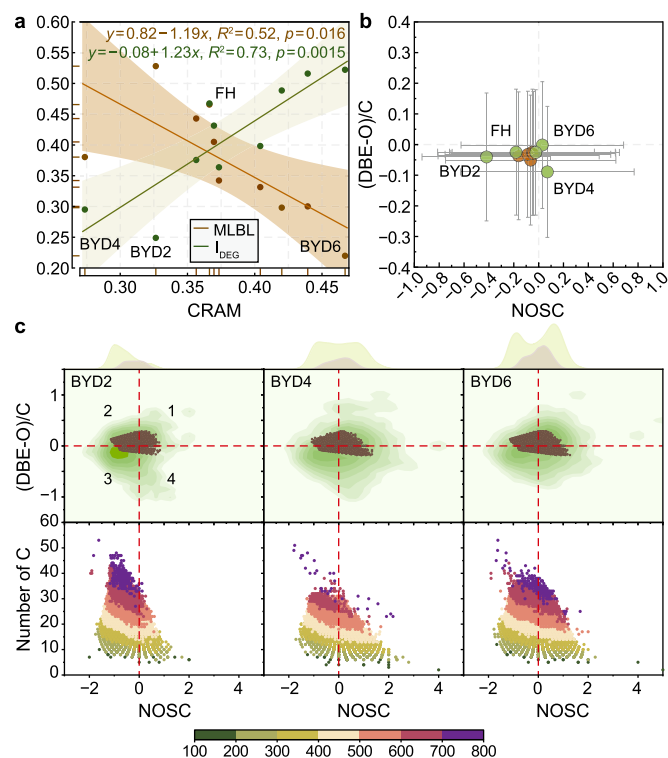 a
y=0.82−1.19x, R²=0.52, p=0.016
y=−0.08+1.23x, R²=0.73, p=0.0015
0.60
0.55
0.50
0.45
0.40
0.35
0.30
0.25
0.20
FH
BYD4
BYD2
BYD6
MLBL
I_DEG
0.30
0.35
0.40
0.45
CRAM
b
(DBE-O)/C
0.4
0.3
0.2
0.1
0.0
−0.1
−0.2
−0.3
−0.4
FH
BYD6
BYD2
BYD4
−1.0
−0.8
−0.6
−0.4
−0.2
0.0
0.2
0.4
0.6
0.8
1.0
NOSC
c
BYD2
BYD4
BYD6
2
1
3
4
(DBE-O)/C
1
0
−1
60
Number of C
50
40
30
20
10
0
−2 0 2 4
−2 0 2 4
−2 0 2 4
NOSC
NOSC
NOSC
100 200 300 400 500 600 700 800